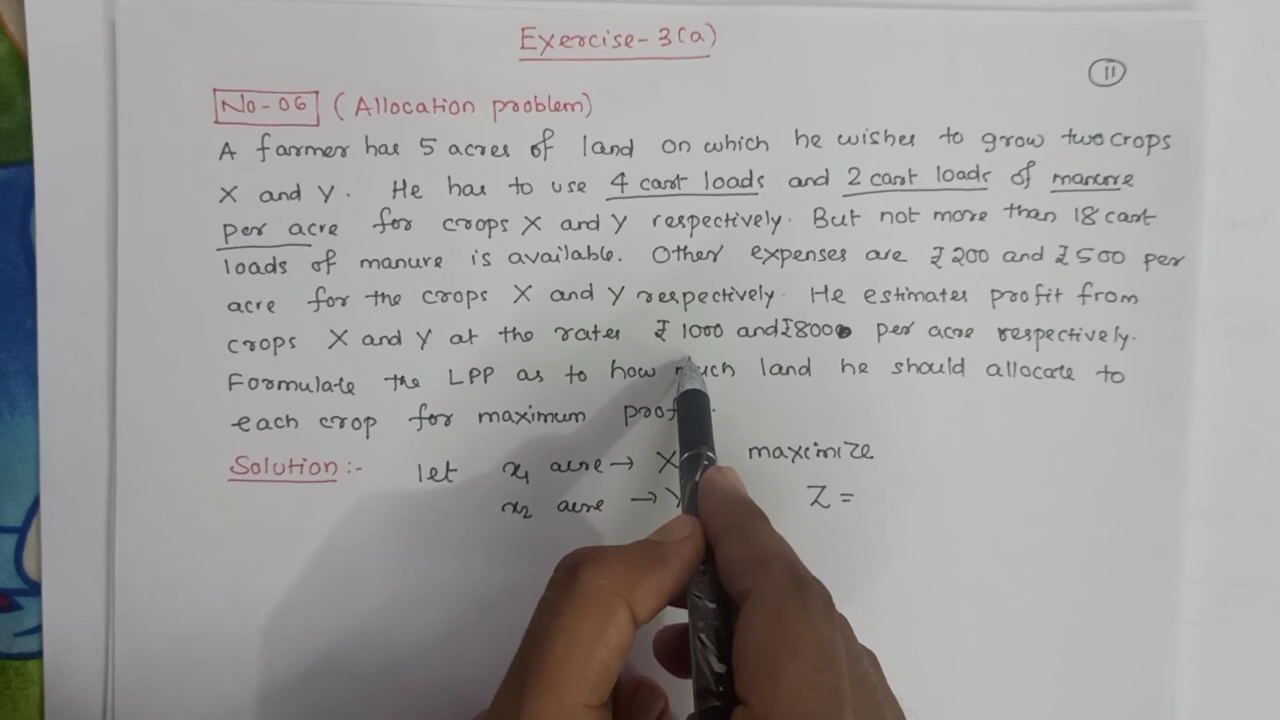 Exercise-3(a)
11
No-06 (Allocation problem)
A farmer has 5 acres of land on which he wishes to grow two crops
X and Y. He has to use 4 cart loads and 2 cart loads of manure
per acre for crops X and Y respectively. But not more than 18 cart
loads of manure is available. Other expenses are ₹200 and ₹500 per
acre for the crops X and Y respectively. He estimates profit from
crops X and Y at the rates ₹1000 and ₹800 per acre respectively.
Formulate the LPP as to how much land he should allocate to
each crop for maximum
Solution:- let x₁ acre → X maximize
x₂ acre → Y Z =